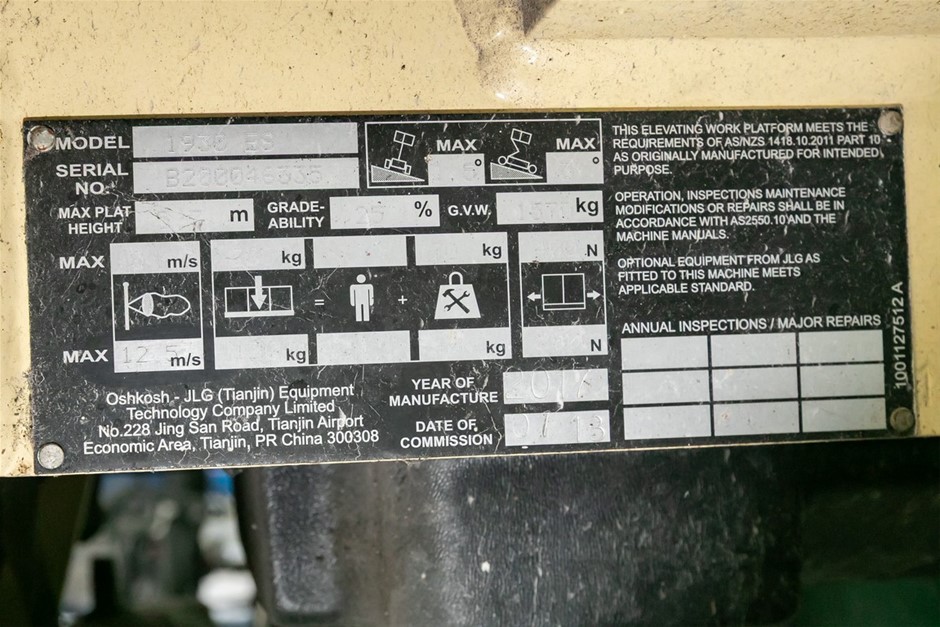 MODEL 1930 ES
SERIAL
NO.
MAX °
MAX °
MAX PLAT
HEIGHT
m
GRADE-
ABILITY
25 %
G.V.W.
kg
MAX
m/s
kg
kg
N
=
+
MAX 12.5 m/s
kg
kg
N
Oshkosh - JLG (Tianjin) Equipment
Technology Company Limited
No.228 Jing San Road, Tianjin Airport
Economic Area, Tianjin, PR China 300308
YEAR OF
MANUFACTURE
DATE OF
COMMISSION
THIS ELEVATING WORK PLATFORM MEETS THE
REQUIREMENTS OF AS/NZS 1418.10.2011 PART 10
AS ORIGINALLY MANUFACTURED FOR INTENDED
PURPOSE.
OPERATION, INSPECTIONS MAINTENANCE
MODIFICATIONS OR REPAIRS SHALL BE IN
ACCORDANCE WITH AS2550.10 AND THE
MACHINE MANUALS.
OPTIONAL EQUIPMENT FROM JLG AS
FITTED TO THIS MACHINE MEETS
APPLICABLE STANDARD.
ANNUAL INSPECTIONS / MAJOR REPAIRS
1001127512 A